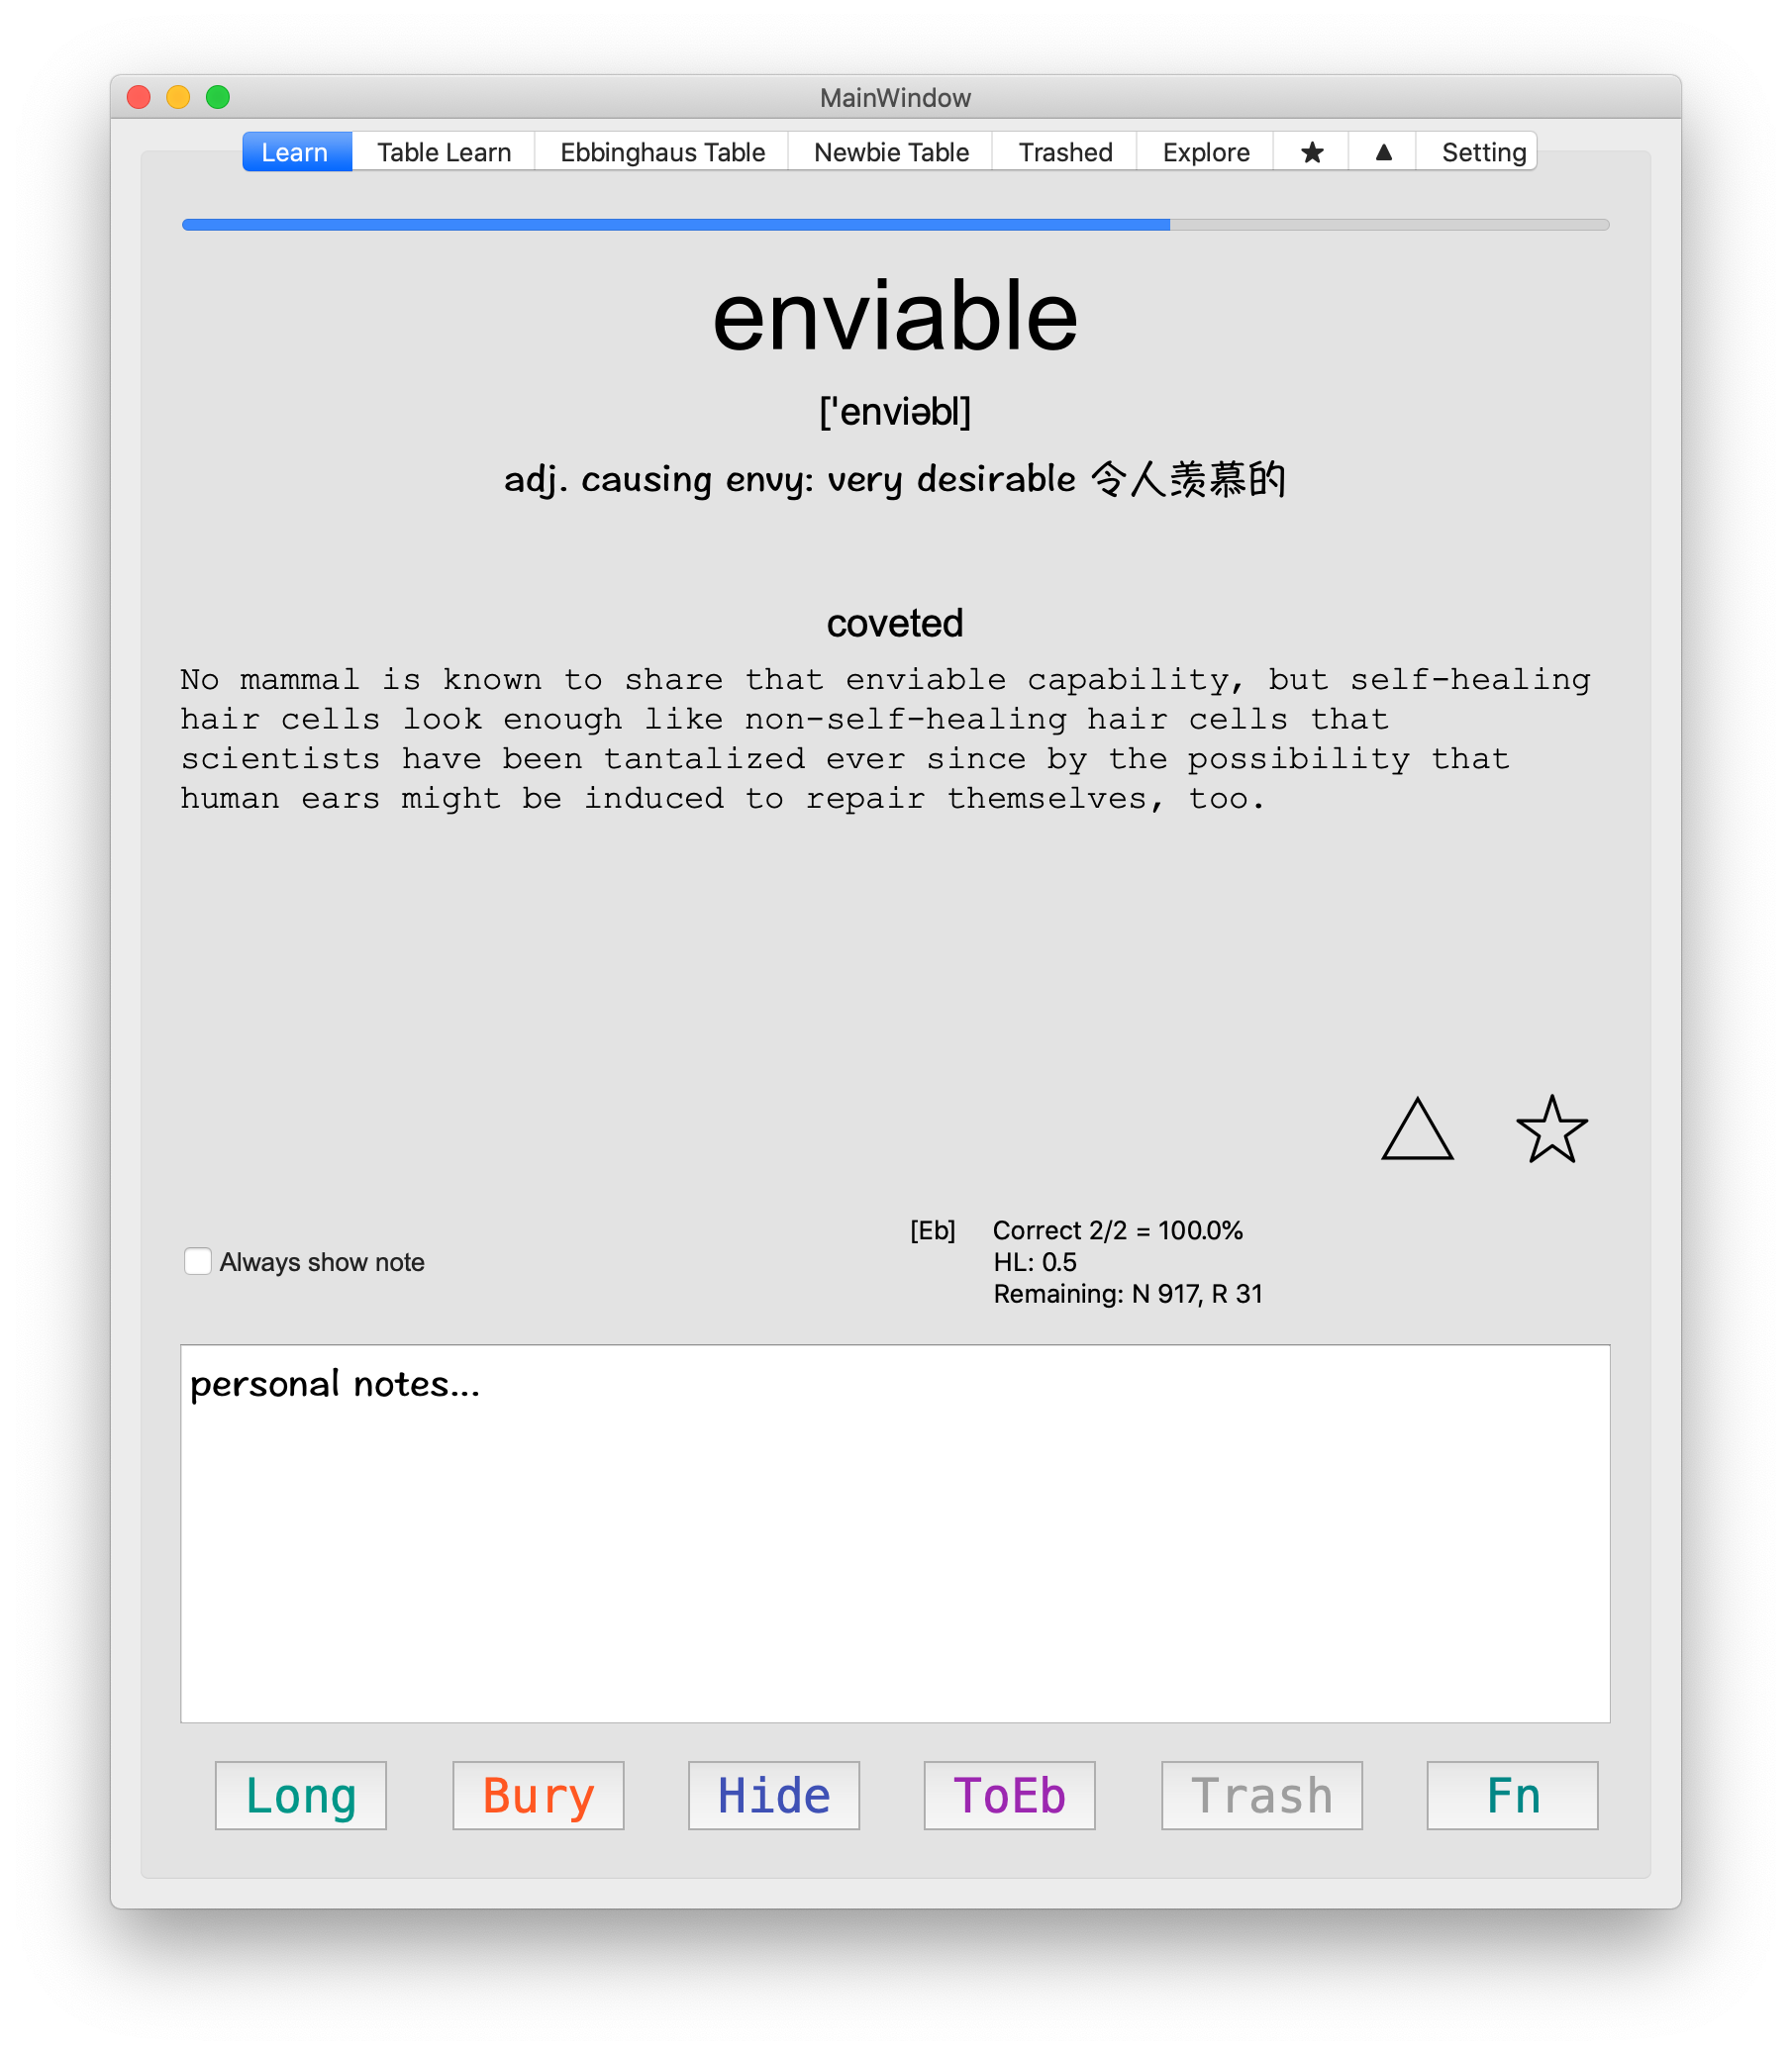 MainWindow
Learn Table Learn Ebbinghaus Table Newbie Table Trashed Explore ★ ▲ Setting
enviable
['enviəbl]
adj. causing envy: very desirable 令人羡慕的
coveted
No mammal is known to share that enviable capability, but self-healing
hair cells look enough like non-self-healing hair cells that
scientists have been tantalized ever since by the possibility that
human ears might be induced to repair themselves, too.
[Eb] Correct 2/2 = 100.0%
Always show note HL: 0.5
Remaining: N 917, R 31
personal notes...
Long Bury Hide ToEb Trash Fn